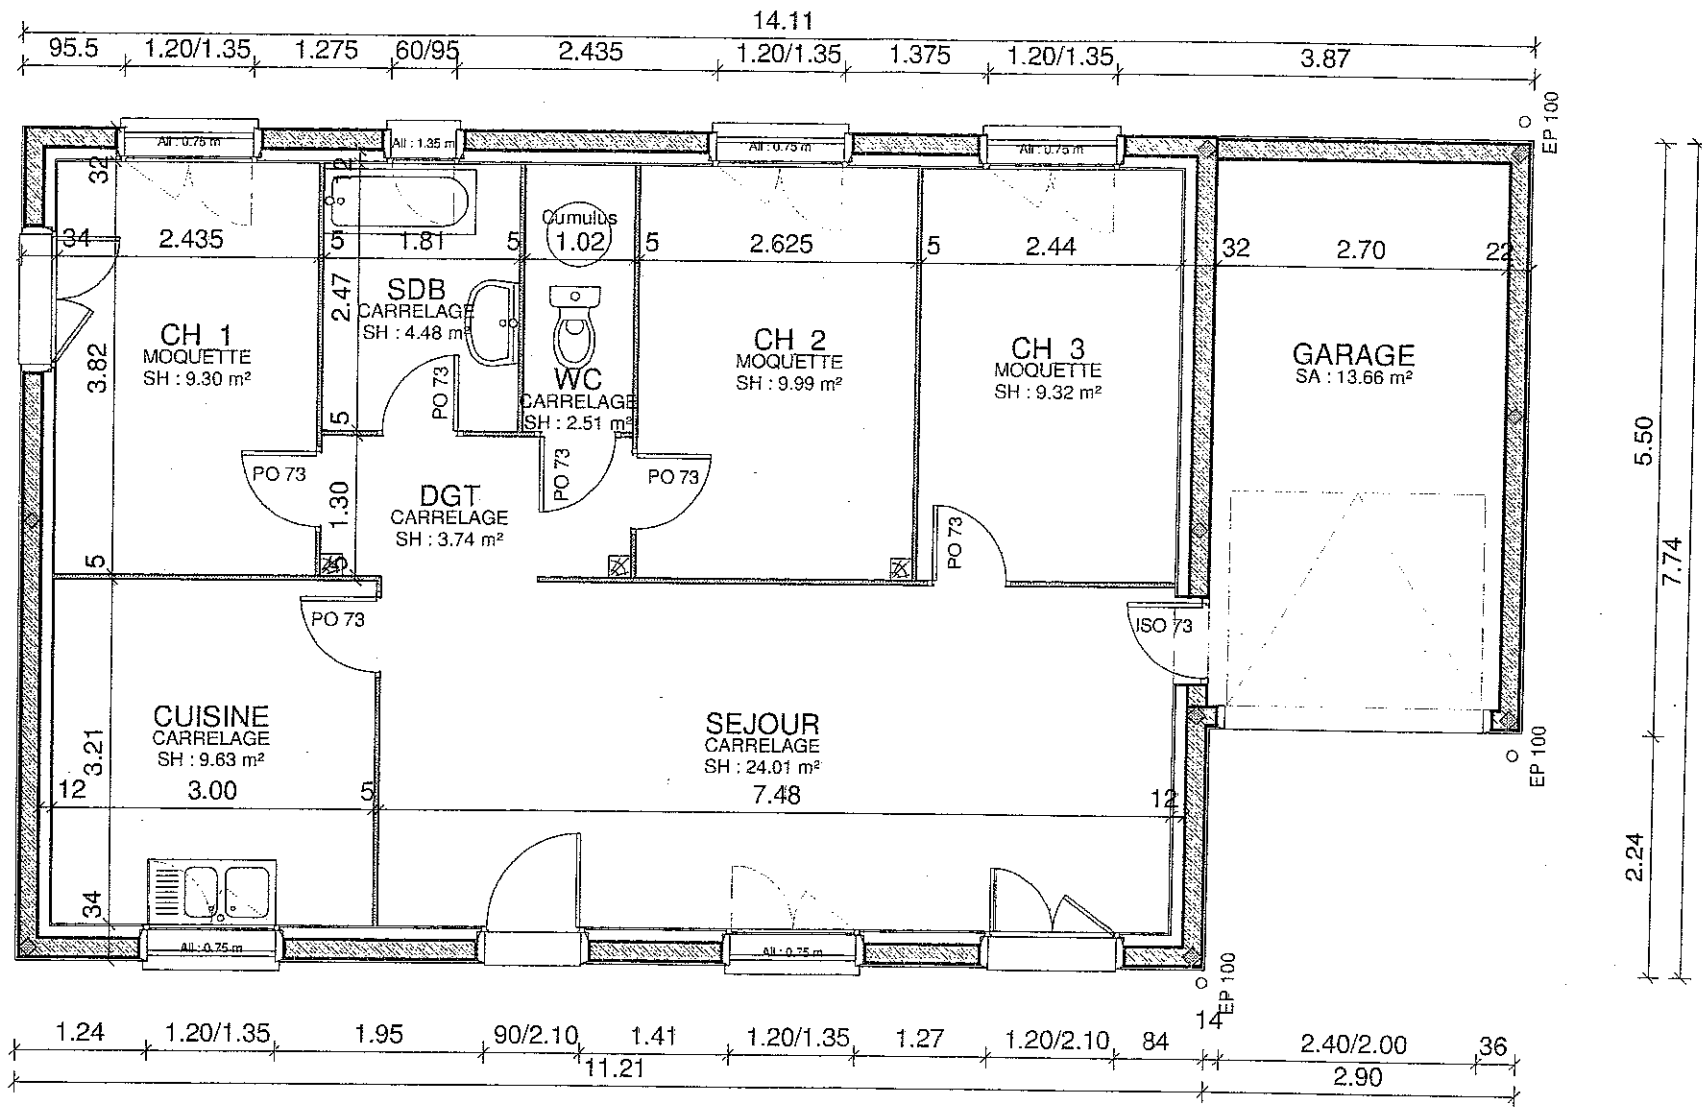 14.11
95.5 1.20/1.35 1.275 60/95 2.435 1.20/1.35 1.375 1.20/1.35 3.87
EP 100
All : 0.75 m All : 1.35 m All : 0.75 m All : 0.75 m
32 12
Cumulus
34 2.435 5 1.81 5 1.02 5 2.625 5 2.44 32 2.70 22
2.47
SDB
CARRELAGE
SH : 4.48 m²
CH 1
MOQUETTE
SH : 9.30 m²
3.82
CH 2
MOQUETTE
SH : 9.99 m²
CH 3
MOQUETTE
SH : 9.32 m²
GARAGE
SA : 13.66 m²
WC
CARRELAGE
SH : 2.51 m²
PO 73
5
5.50
PO 73
PO 73
PO 73
DGT
CARRELAGE
SH : 3.74 m²
1.30
PO 73
5 5
7.74
PO 73
ISO 73
CUISINE
CARRELAGE
SH : 9.63 m²
3.21
SEJOUR
CARRELAGE
SH : 24.01 m²
12 3.00 5 7.48 12
EP 100
2.24
34
All : 0.75 m All : 0.75 m
EP 100
14
1.24 1.20/1.35 1.95 90/2.10 1.41 1.20/1.35 1.27 1.20/2.10 84 2.40/2.00 36
11.21 2.90